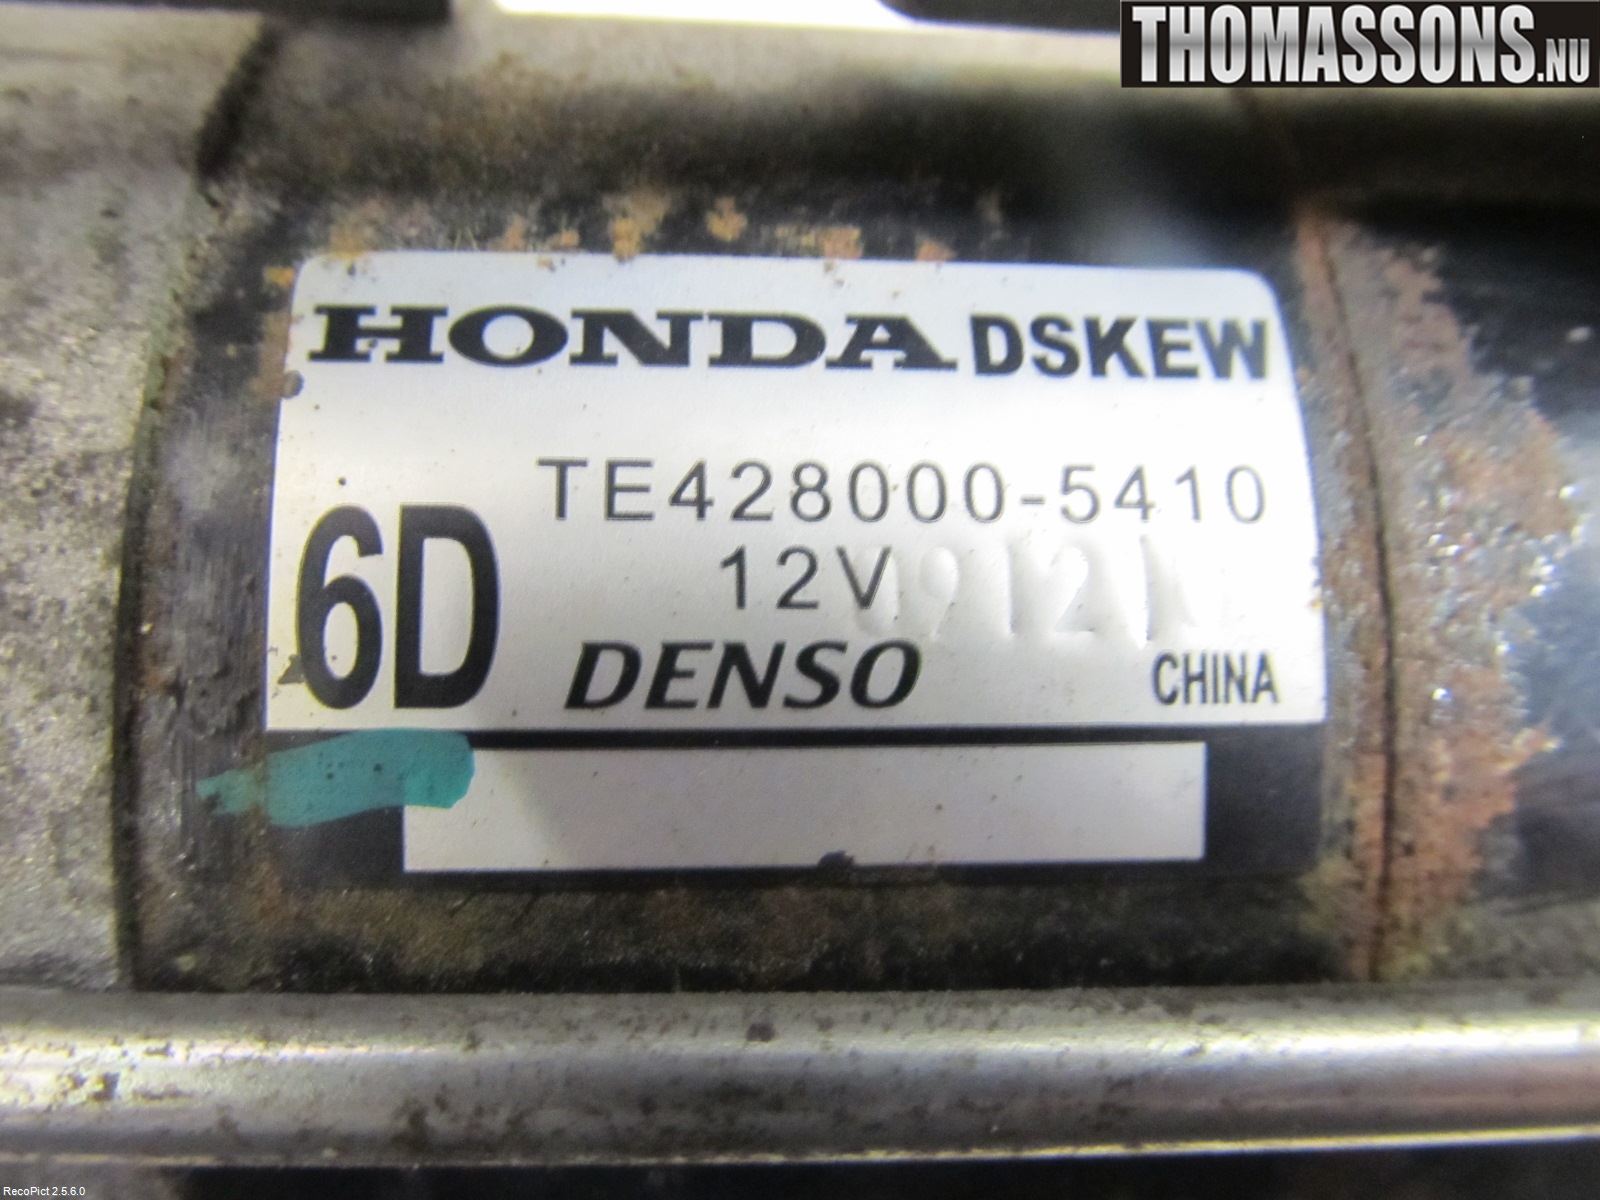 THOMASSONS.NU
HONDA DSKEW
TE428000-5410
6D
12V
DENSO
CHINA
RecoPict 2.5.6.0